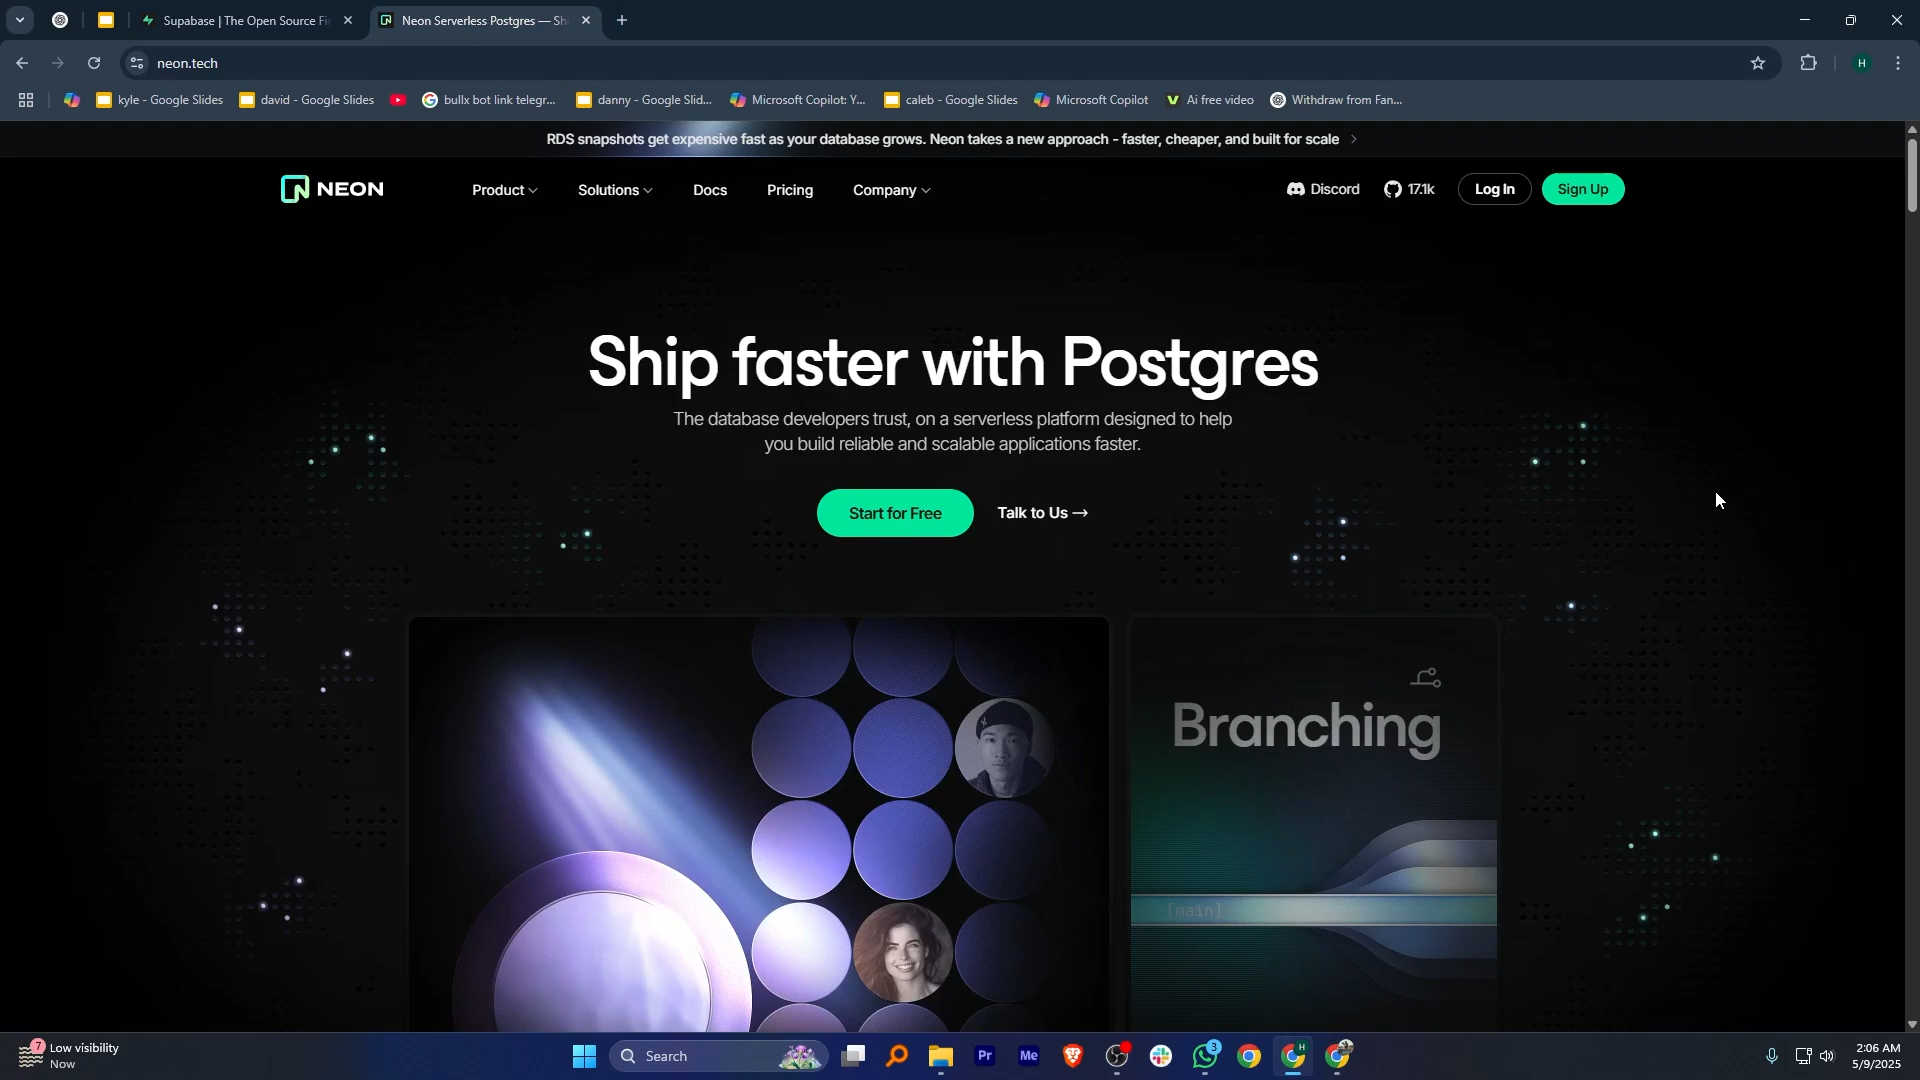 Supabase | The Open Source Fi
Neon Serverless Postgres — Sh
neon.tech
H
kyle - Google Slides
david - Google Slides
bullx bot link telegr...
danny - Google Slid...
Microsoft Copilot: Y...
caleb - Google Slides
Microsoft Copilot
Ai free video
Withdraw from Fan...
RDS snapshots get expensive fast as your database grows. Neon takes a new approach - faster, cheaper, and built for scale
NEON
Product
Solutions
Docs
Pricing
Company
Discord
17.1k
Log In
Sign Up
Ship faster with Postgres
The database developers trust, on a serverless platform designed to help
you build reliable and scalable applications faster.
Start for Free
Talk to Us →
Branching
[main]
7
Low visibility
Now
Search
Pr
Me
3
H
2:06 AM
5/9/2025